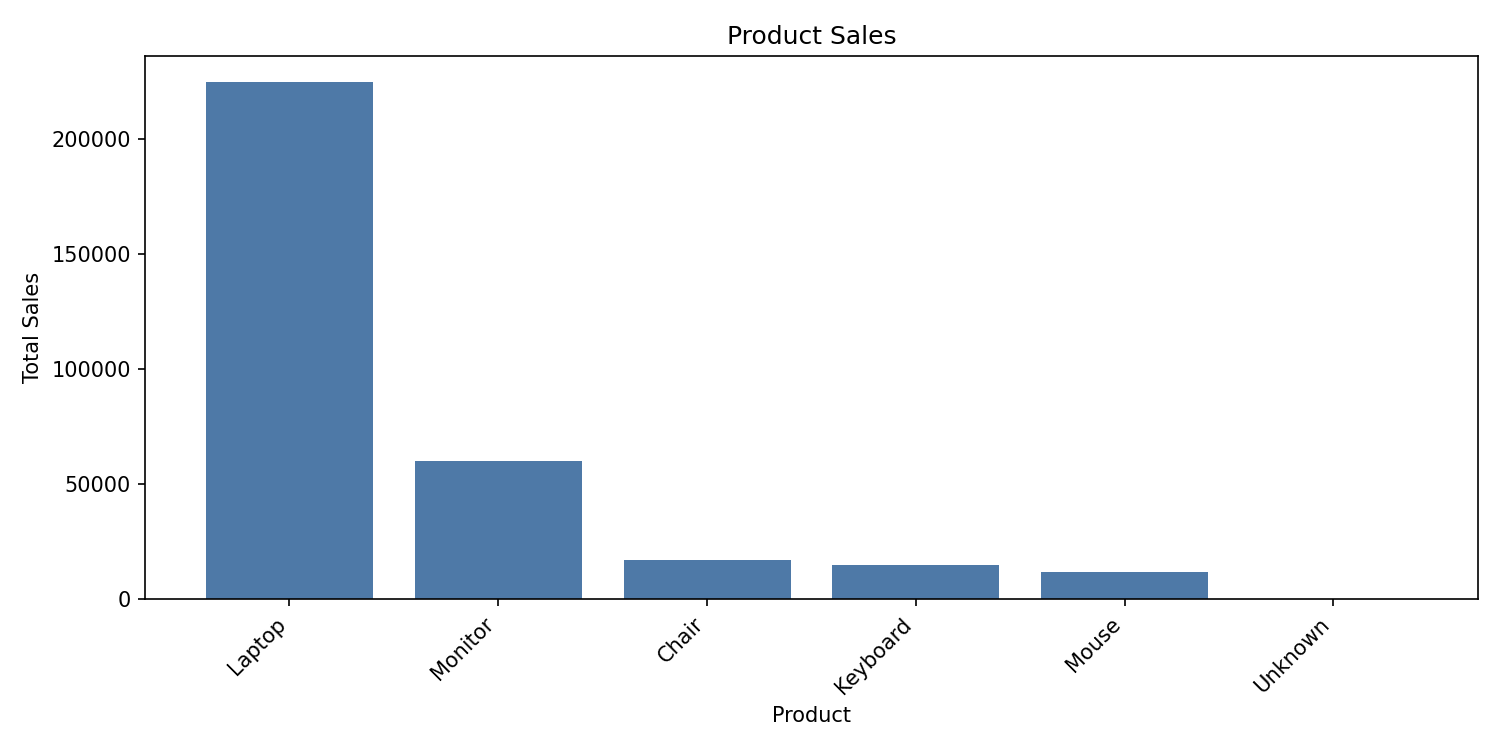 Product Sales
Total Sales
200000
150000
100000
50000
0
Laptop
Monitor
Chair
Keyboard
Mouse
Unknown
Product